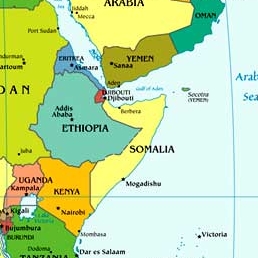 ARABIA
Jiddah
Mecca
OMAN
Port Sudan
YEMEN
Sanaa
ERITREA
Asmara
Arab
Sea
DAN
Aden
Gulf of Aden
DJIBOUTI
Djibouti
Socotra
(YEMEN)
Addis
Ababa
Berbera
ETHIOPIA
SOMALIA
Juba
UGANDA
Kampala
KENYA
Mogadishu
Kigali
Nairobi
Bujumbura
BURUNDI
Mombasa
Victoria
Dodoma
Dar es Salaam
TANZANIA